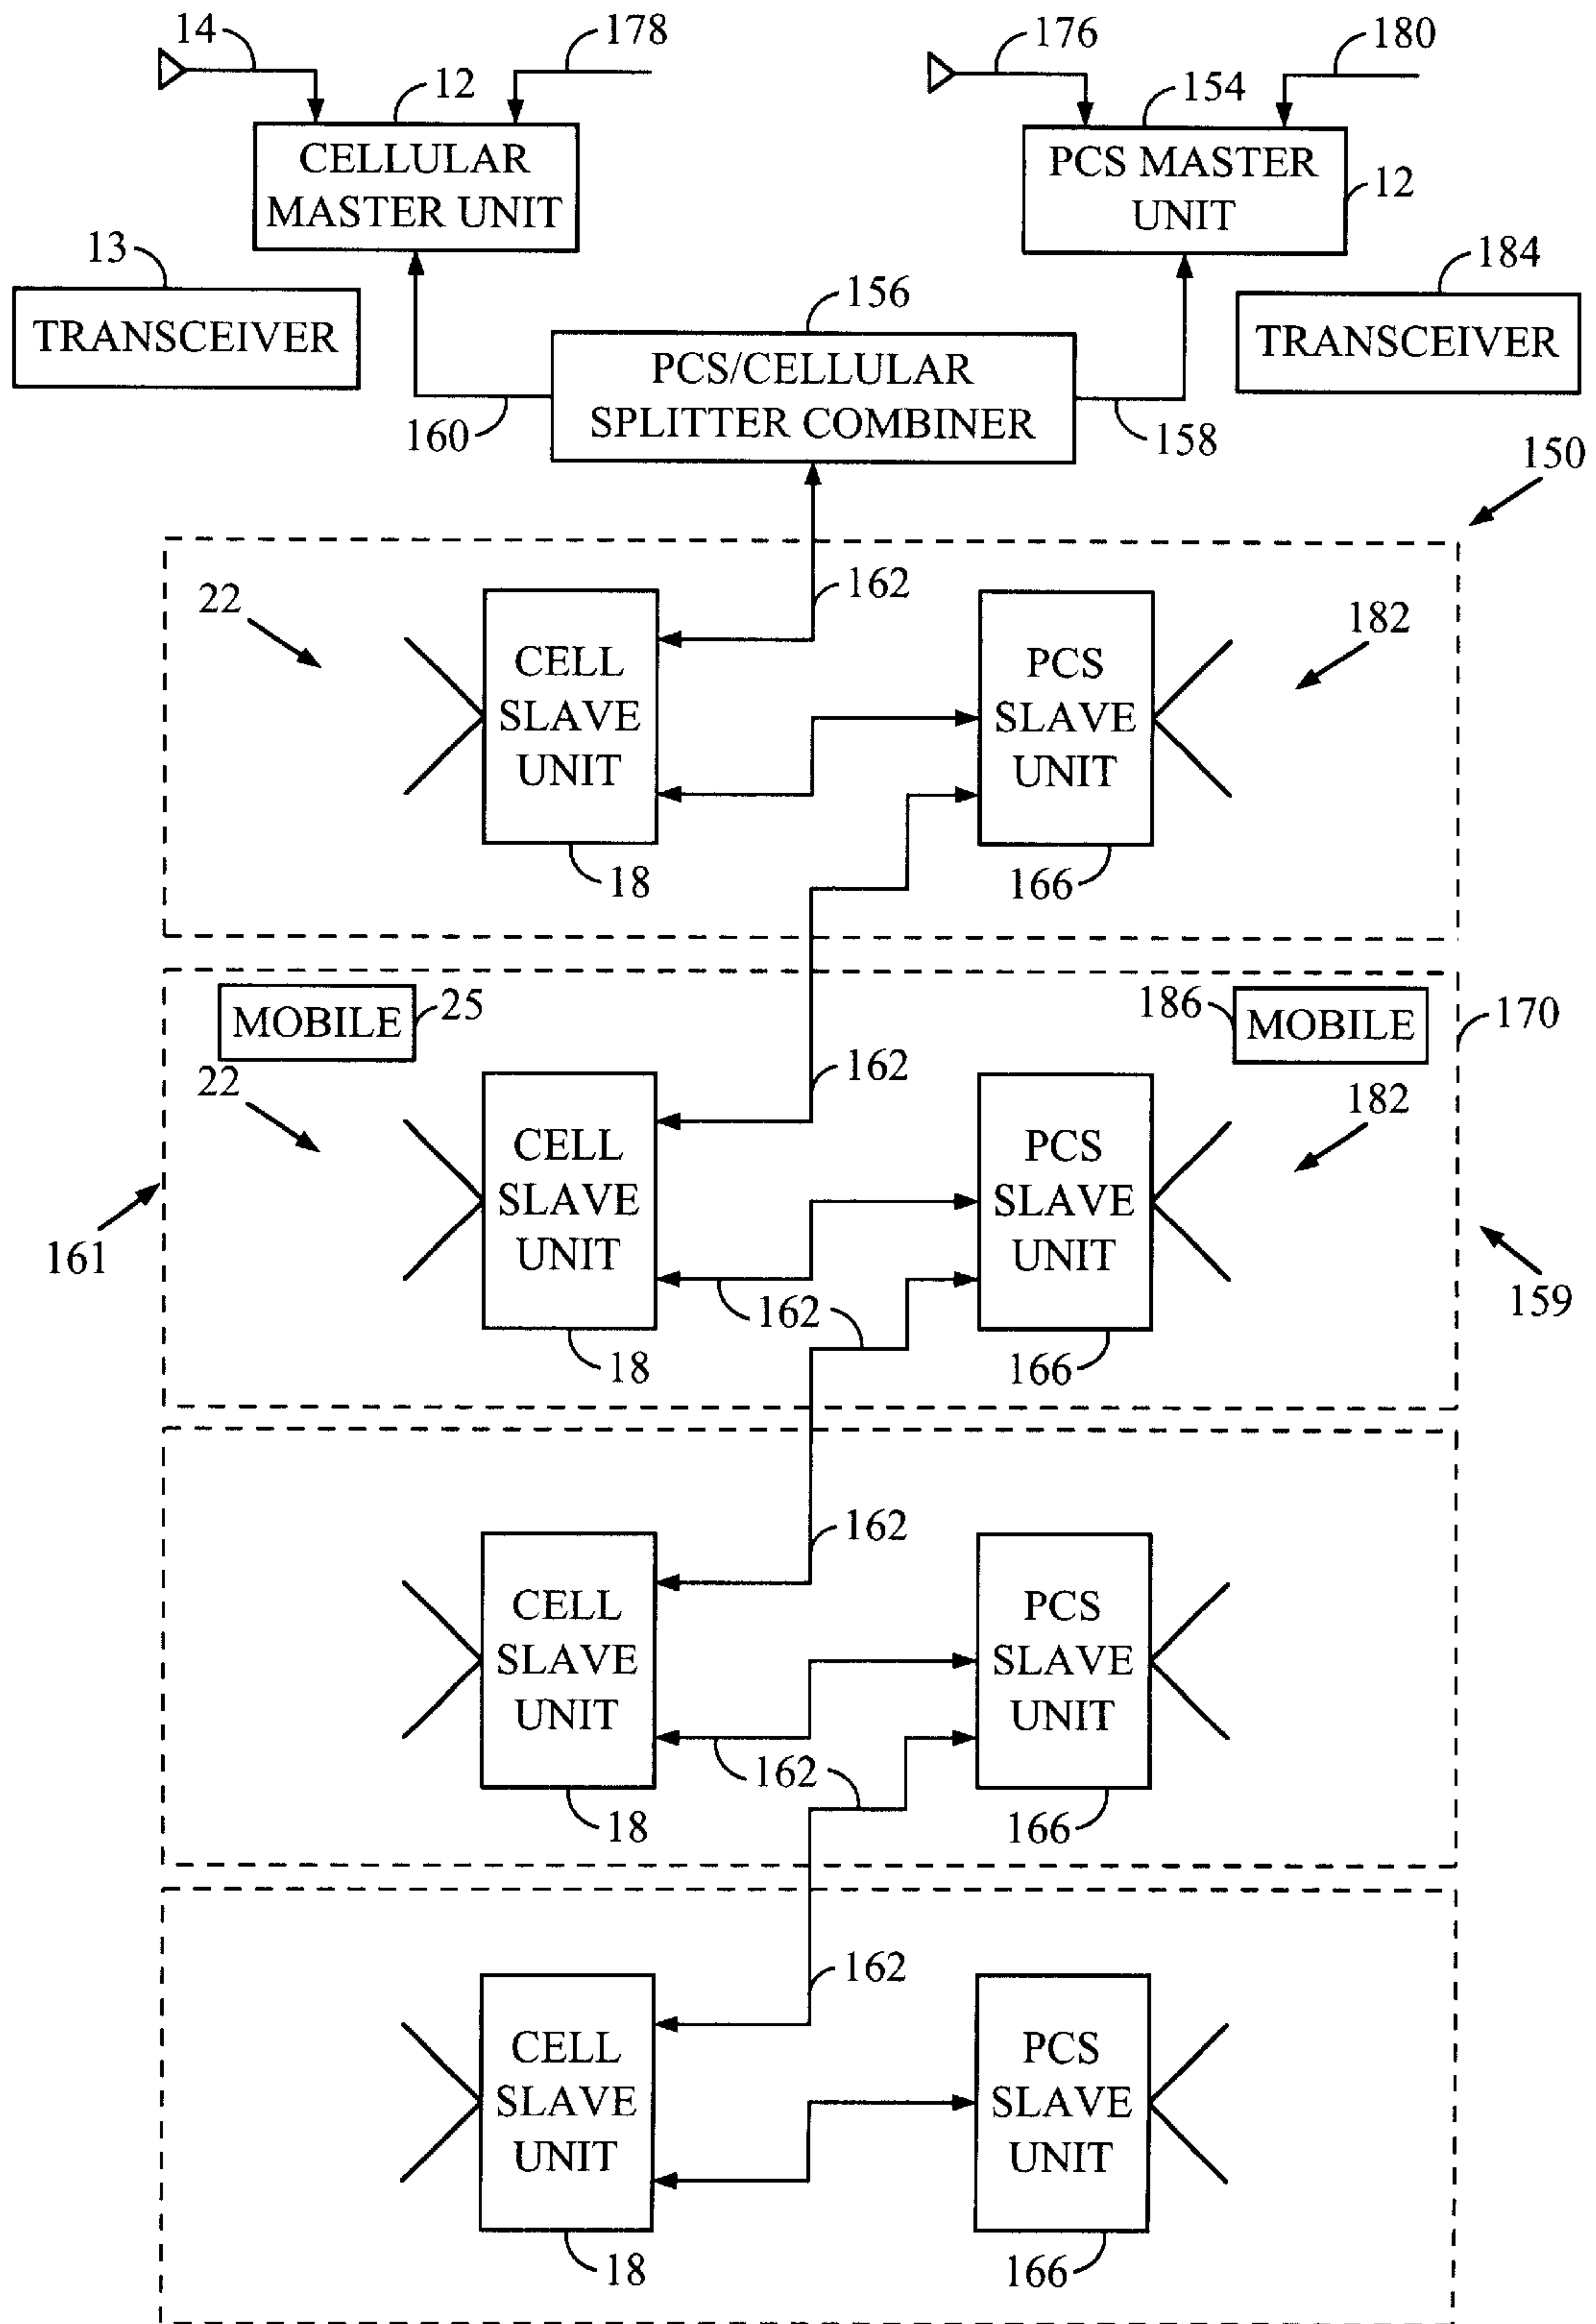 14
178
176
180
12
154
CELLULAR
MASTER UNIT
PCS MASTER
UNIT
12
13
184
TRANSCEIVER
156
TRANSCEIVER
PCS/CELLULAR
SPLITTER COMBINER
160
158
150
22
162
182
CELL
SLAVE
UNIT
PCS
SLAVE
UNIT
18
166
MOBILE
25
186
MOBILE
170
22
162
182
CELL
SLAVE
UNIT
PCS
SLAVE
UNIT
161
159
162
18
166
162
CELL
SLAVE
UNIT
PCS
SLAVE
UNIT
162
18
166
162
CELL
SLAVE
UNIT
PCS
SLAVE
UNIT
18
166